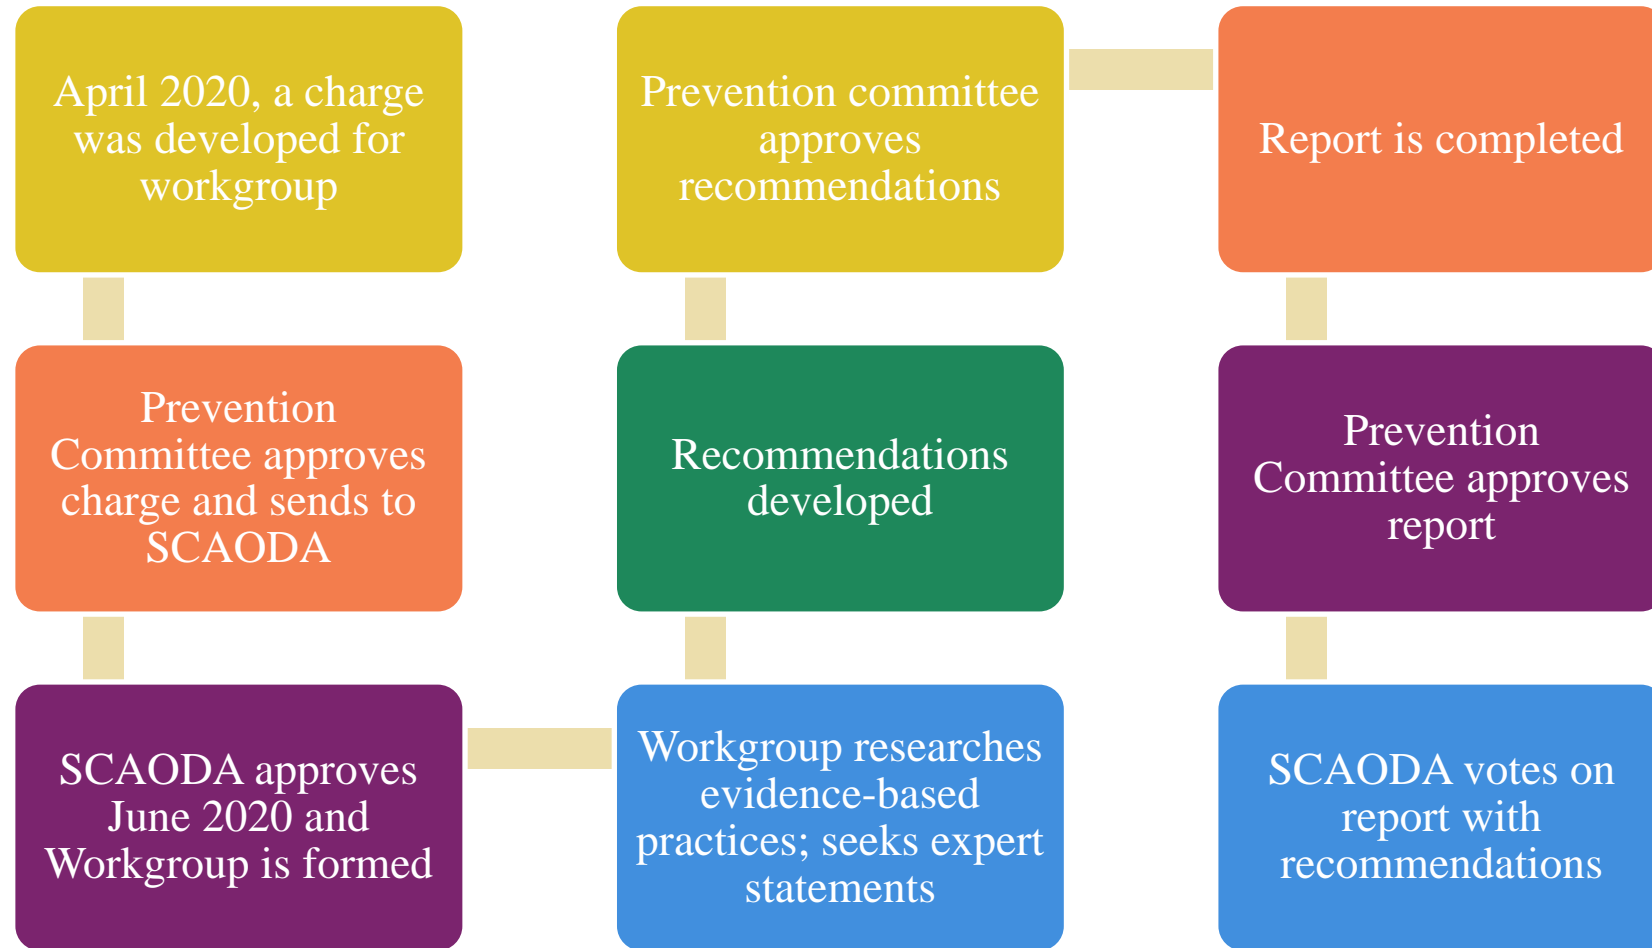 April 2020, a charge
was developed for
workgroup
Prevention
Committee approves
charge and sends to
SCAODA
SCAODA approves
June 2020 and
Workgroup is formed
Workgroup researches
evidence-based
practices; seeks expert
statements
Recommendations
developed
Prevention committee
approves
recommendations
Report is completed
Prevention
Committee approves
report
SCAODA votes on
report with
recommendations